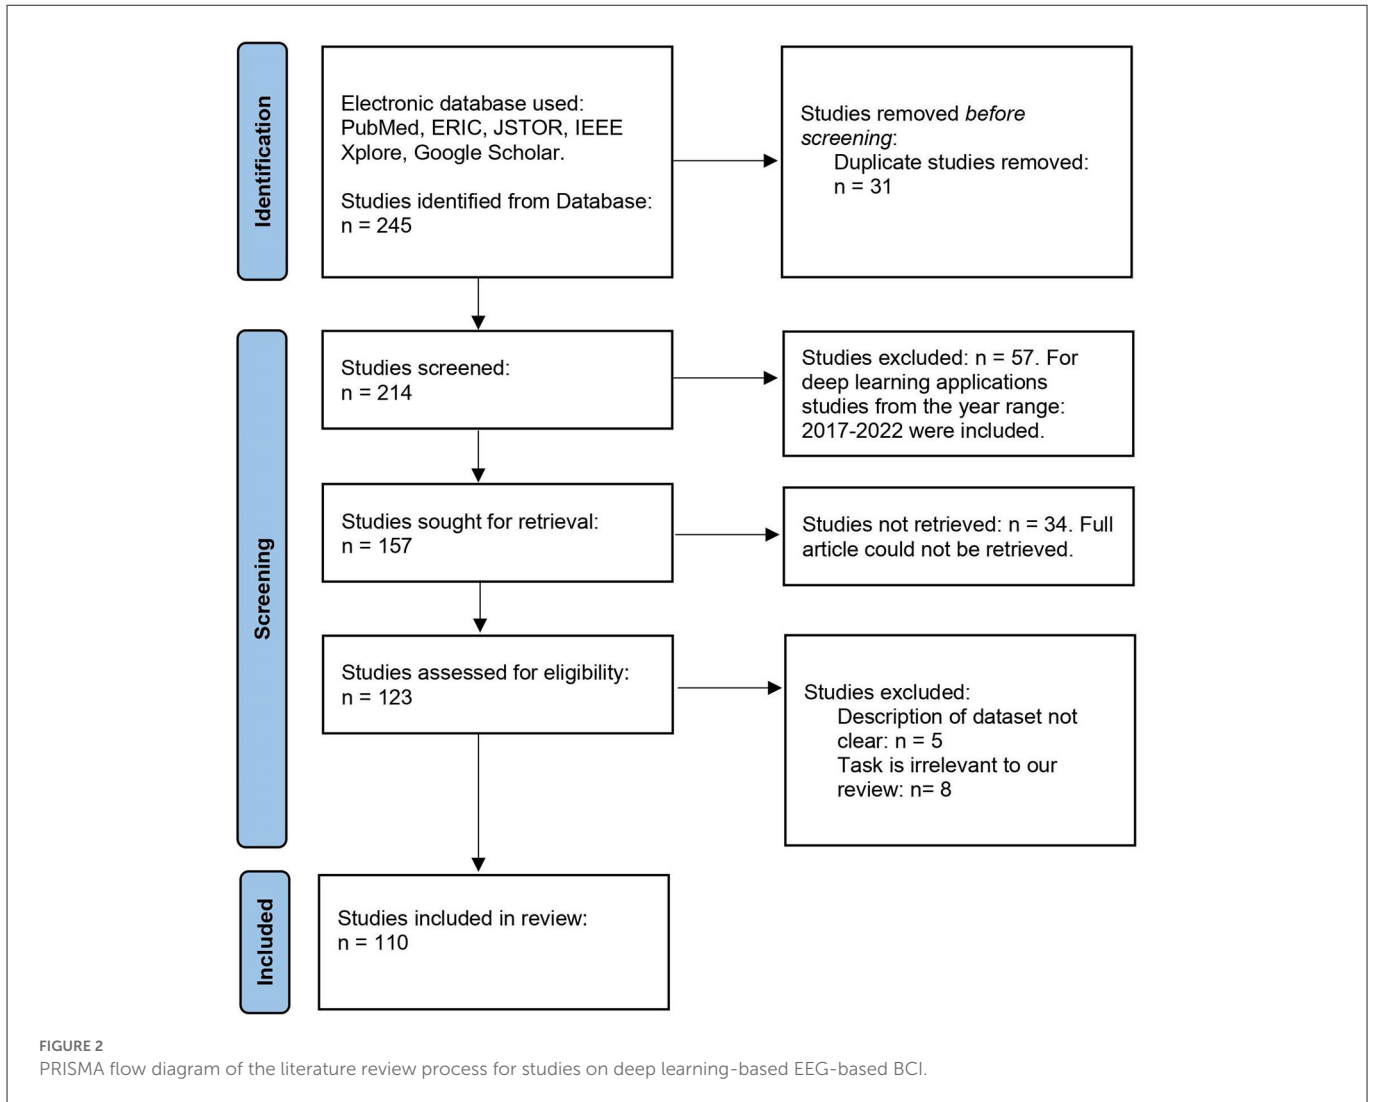 Identification
Electronic database used:
PubMed, ERIC, JSTOR, IEEE
Xplore, Google Scholar.
Studies identified from Database:
n = 245
Studies removed before
screening:
Duplicate studies removed:
n = 31
Screening
Studies screened:
n = 214
Studies excluded: n = 57. For
deep learning applications
studies from the year range:
2017-2022 were included.
Studies sought for retrieval:
n = 157
Studies not retrieved: n = 34. Full
article could not be retrieved.
Studies assessed for eligibility:
n = 123
Studies excluded:
Description of dataset not
clear: n = 5
Task is irrelevant to our
review: n= 8
Included
Studies included in review:
n = 110
FIGURE 2
PRISMA flow diagram of the literature review process for studies on deep learning-based EEG-based BCI.